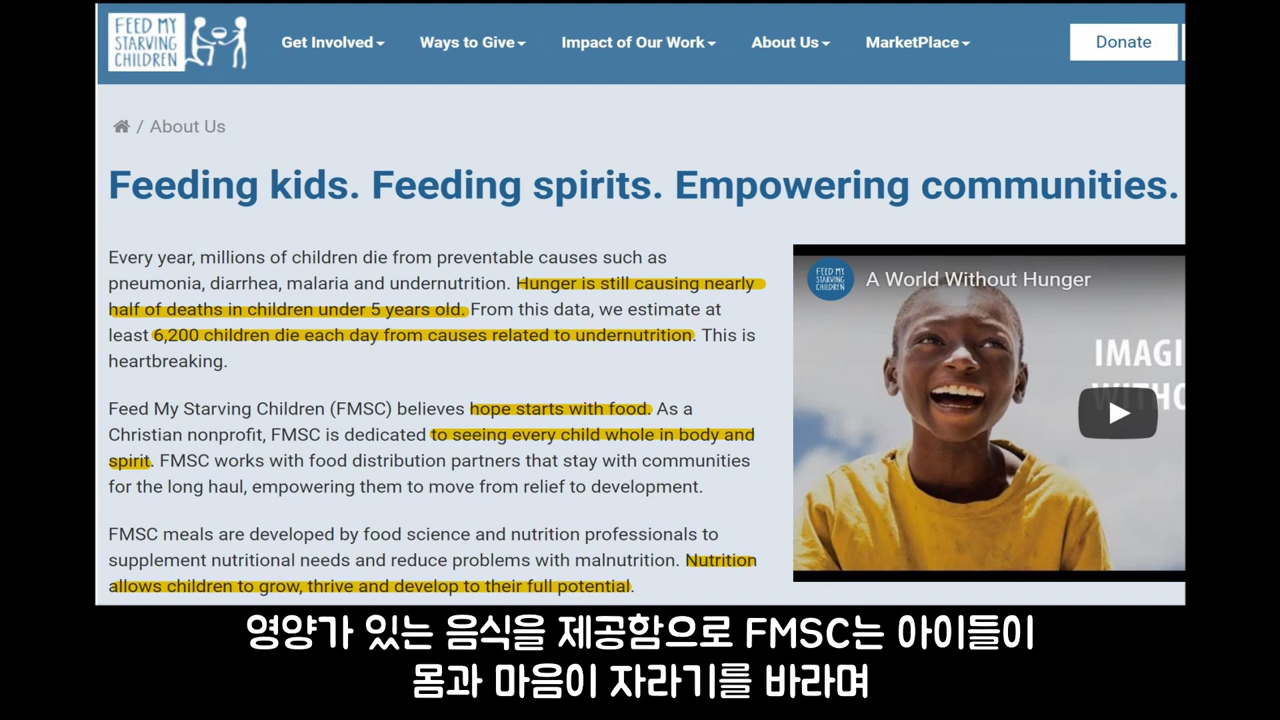 FEED MY
STARVING
CHILDREN
Get Involved
Ways to Give
Impact of Our Work
About Us
MarketPlace
Donate
/ About Us
Feeding kids. Feeding spirits. Empowering communities.
Every year, millions of children die from preventable causes such as
pneumonia, diarrhea, malaria and undernutrition. Hunger is still causing nearly
half of deaths in children under 5 years old. From this data, we estimate at
least 6,200 children die each day from causes related to undernutrition. This is
heartbreaking.
Feed My Starving Children (FMSC) believes hope starts with food. As a
Christian nonprofit, FMSC is dedicated to seeing every child whole in body and
spirit. FMSC works with food distribution partners that stay with communities
for the long haul, empowering them to move from relief to development.
FMSC meals are developed by food science and nutrition professionals to
supplement nutritional needs and reduce problems with malnutrition. Nutrition
allows children to grow, thrive and develop to their full potential.
FEED MY
STARVING
CHILDREN
A World Without Hunger
IMAGI
WITHO
영양가 있는 음식을 제공함으로 FMSC는 아이들이
몸과 마음이 자라기를 바라며